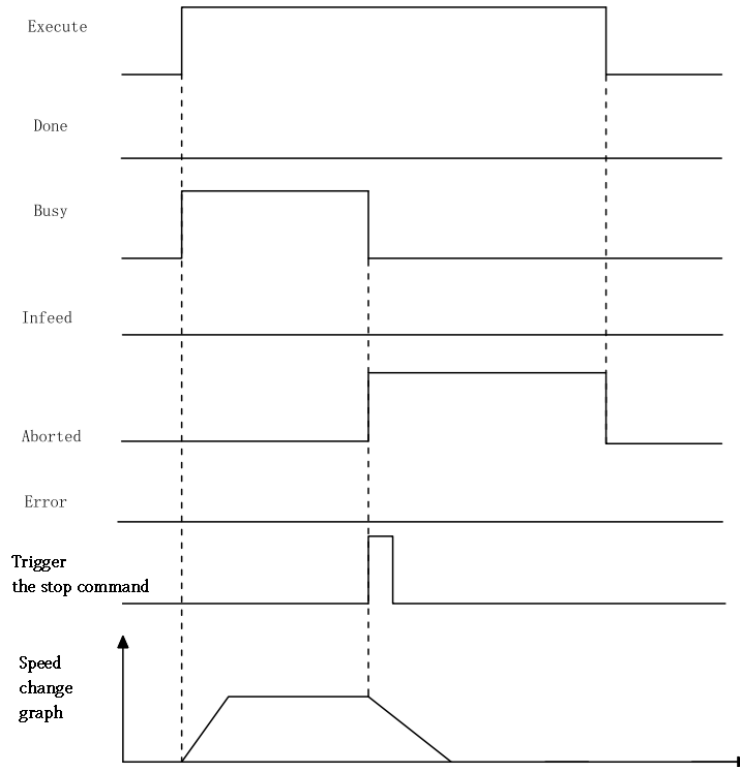 Execute
Done
Busy
Infeed
Aborted
Error
Trigger
the stop command
Speed
change
graph